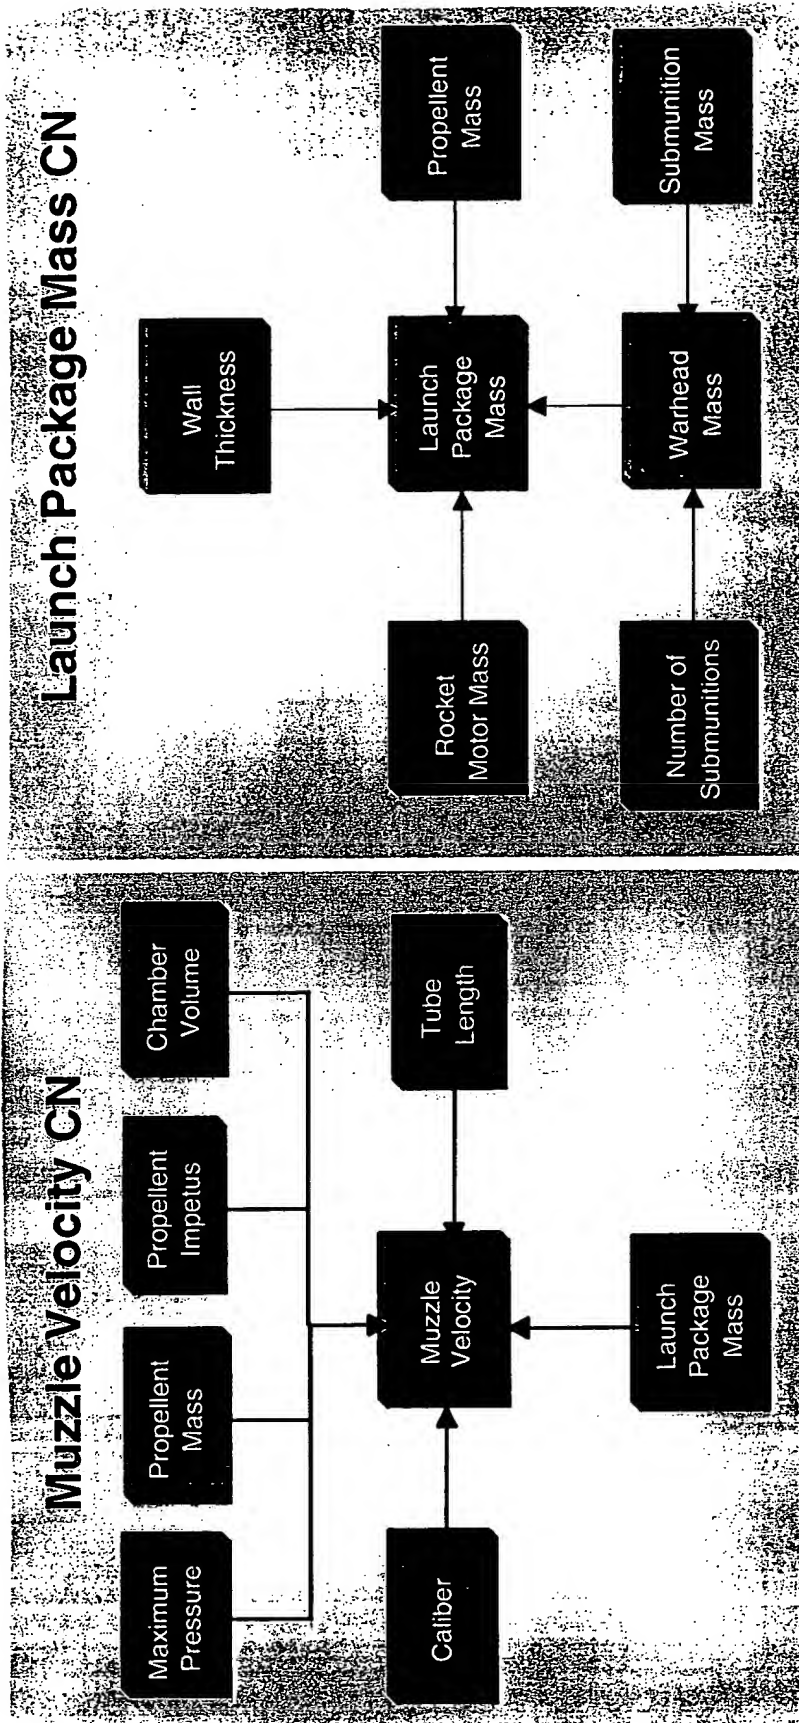 Muzzle Velocity CN
Maximum
Pressure
Propellent
Mass
Propellent
Impetus
Chamber
Volume
Caliber
Muzzle
Velocity
Tube
Length
Launch
Package
Mass
Launch Package Mass CN
Wall
Thickness
Rocket
Motor Mass
Launch
Package
Mass
Propellent
Mass
Number of
Submunitions
Warhead
Mass
Submunition
Mass